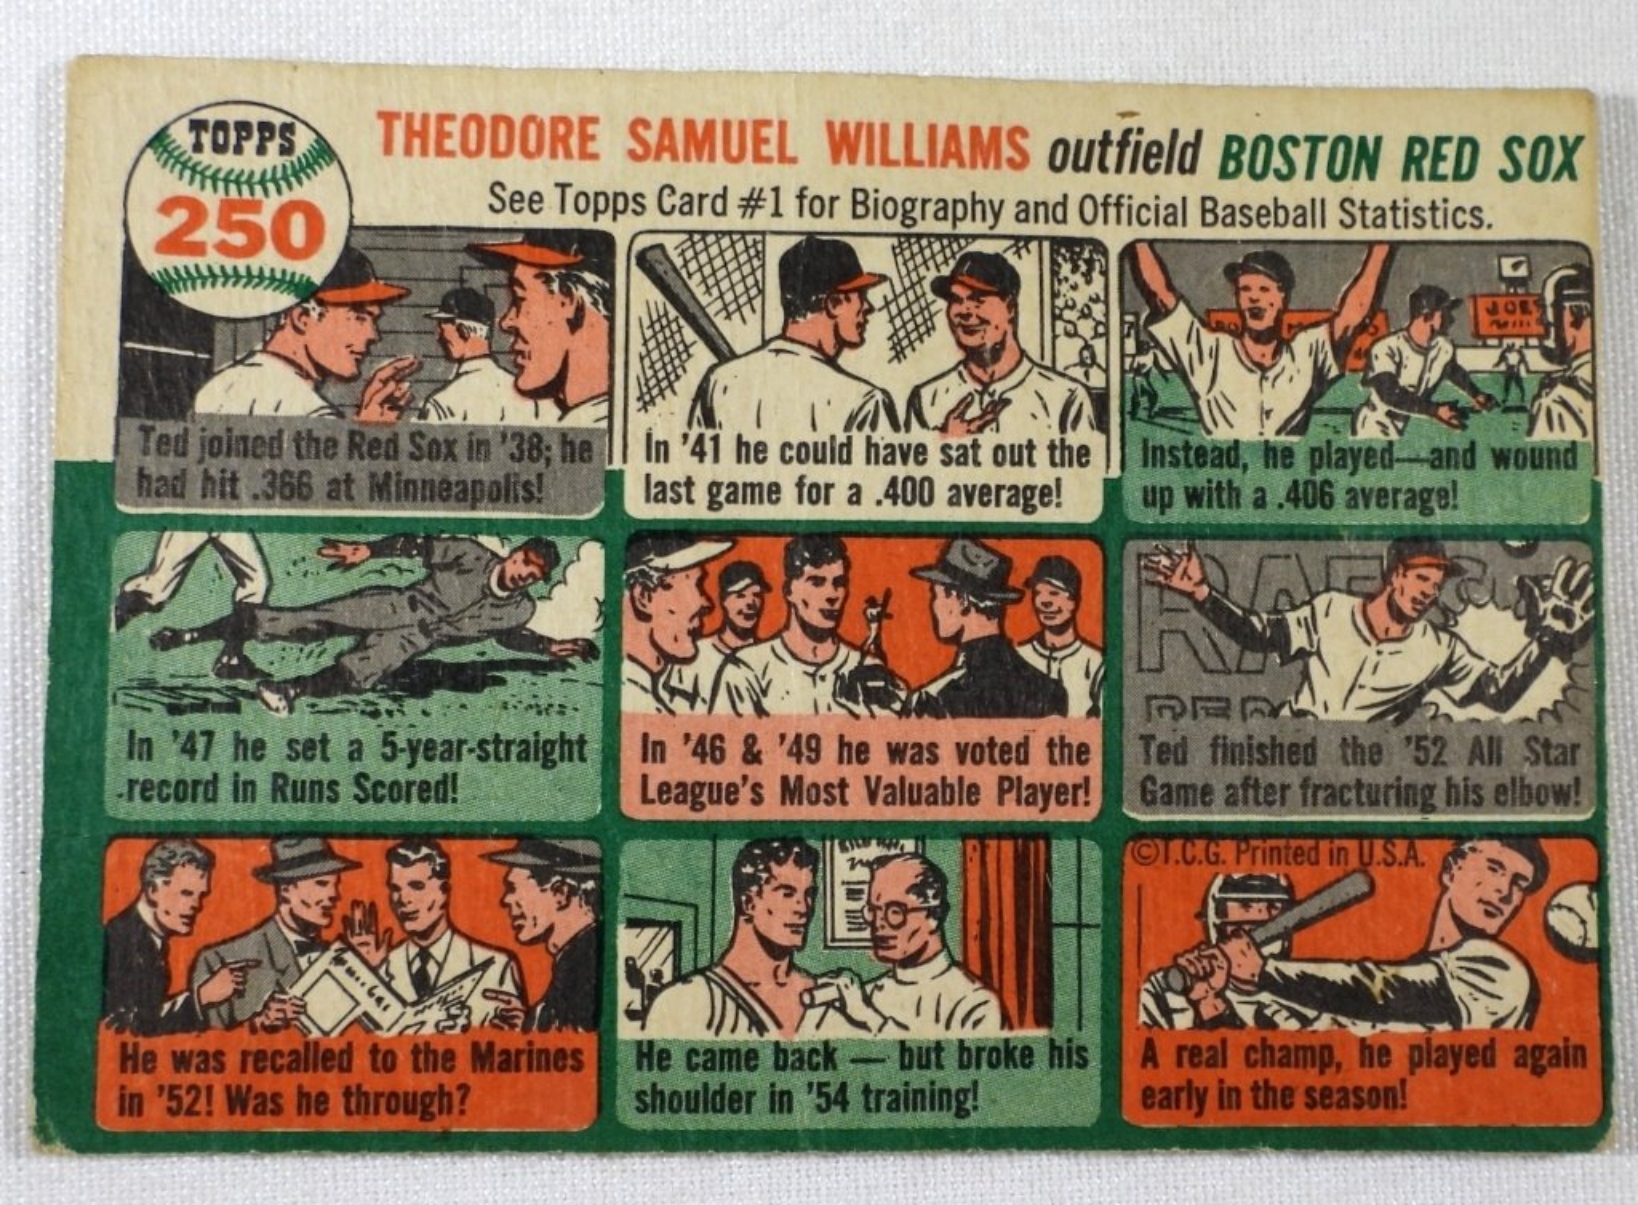 TOPPS
250
THEODORE SAMUEL WILLIAMS outfield BOSTON RED SOX
See Topps Card #1 for Biography and Official Baseball Statistics.
Ted joined the Red Sox in '38; he
had hit .366 at Minneapolis!
In '41 he could have sat out the
last game for a .400 average!
JOE'S
Instead, he played—and wound
up with a .406 average!
In '47 he set a 5-year-straight
record in Runs Scored!
In '46 & '49 he was voted the
League's Most Valuable Player!
Ted finished the '52 All Star
Game after fracturing his elbow!
He was recalled to the Marines
in '52! Was he through?
He came back — but broke his
shoulder in '54 training!
©T.C.G. Printed in U.S.A.
A real champ, he played again
early in the season!